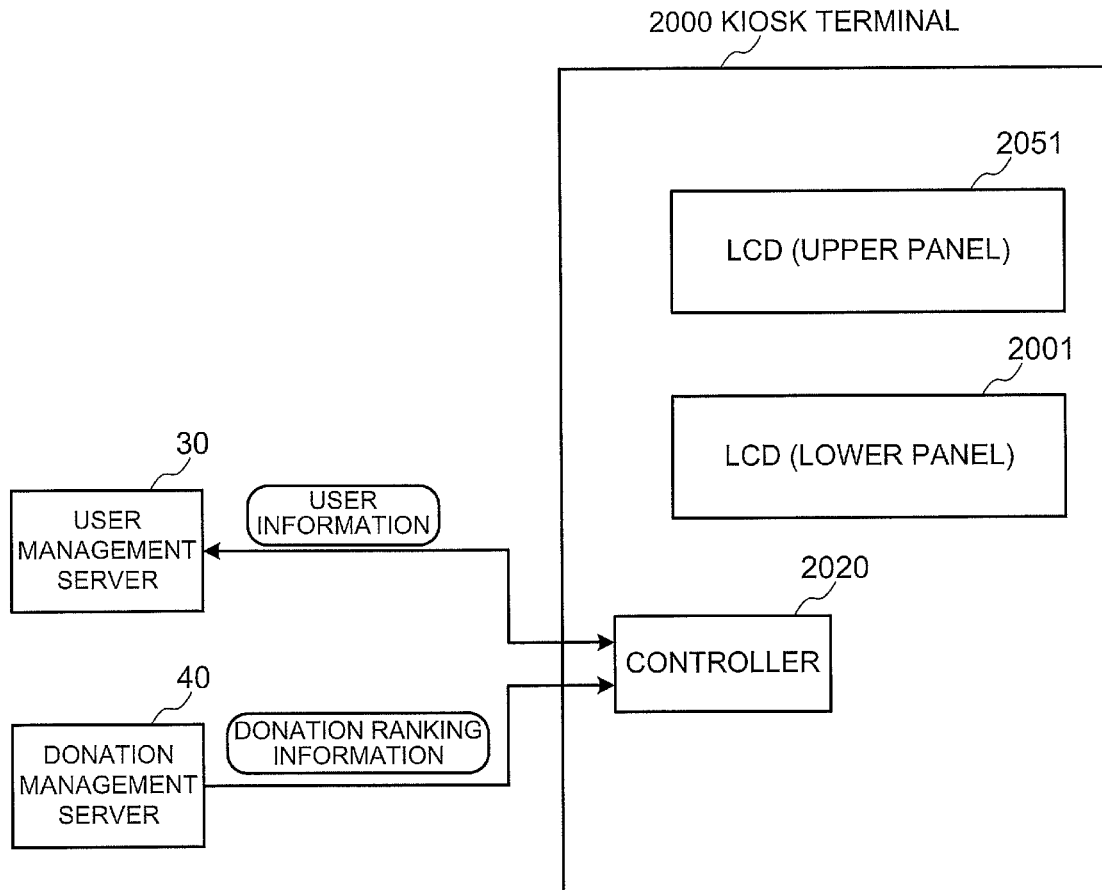 2000 KIOSK TERMINAL
2051
LCD (UPPER PANEL)
2001
LCD (LOWER PANEL)
30
USER
MANAGEMENT
SERVER
USER
INFORMATION
2020
CONTROLLER
40
DONATION
MANAGEMENT
SERVER
DONATION RANKING
INFORMATION